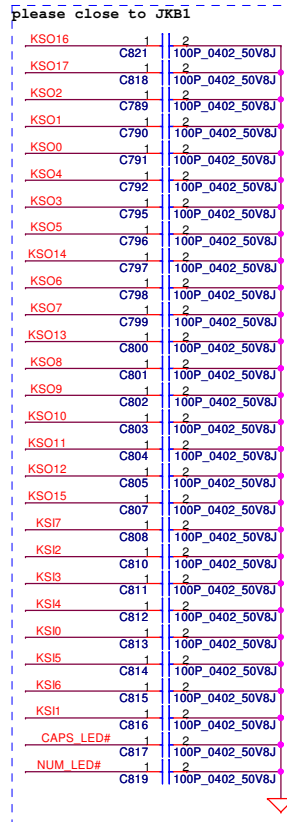 please close to JKB1
KSO16 1 2
C821 100P_0402_50V8J
KSO17 1 2
C818 100P_0402_50V8J
KSO2 1 2
C789 100P_0402_50V8J
KSO1 1 2
C790 100P_0402_50V8J
KSO0 1 2
C791 100P_0402_50V8J
KSO4 1 2
C792 100P_0402_50V8J
KSO3 1 2
C795 100P_0402_50V8J
KSO5 1 2
C796 100P_0402_50V8J
KSO14 1 2
C797 100P_0402_50V8J
KSO6 1 2
C798 100P_0402_50V8J
KSO7 1 2
C799 100P_0402_50V8J
KSO13 1 2
C800 100P_0402_50V8J
KSO8 1 2
C801 100P_0402_50V8J
KSO9 1 2
C802 100P_0402_50V8J
KSO10 1 2
C803 100P_0402_50V8J
KSO11 1 2
C804 100P_0402_50V8J
KSO12 1 2
C805 100P_0402_50V8J
KSO15 1 2
C807 100P_0402_50V8J
KSI7 1 2
C808 100P_0402_50V8J
KSI2 1 2
C810 100P_0402_50V8J
KSI3 1 2
C811 100P_0402_50V8J
KSI4 1 2
C812 100P_0402_50V8J
KSI0 1 2
C813 100P_0402_50V8J
KSI5 1 2
C814 100P_0402_50V8J
KSI6 1 2
C815 100P_0402_50V8J
KSI1 1 2
C816 100P_0402_50V8J
CAPS_LED# 1 2
C817 100P_0402_50V8J
NUM_LED# 1 2
C819 100P_0402_50V8J